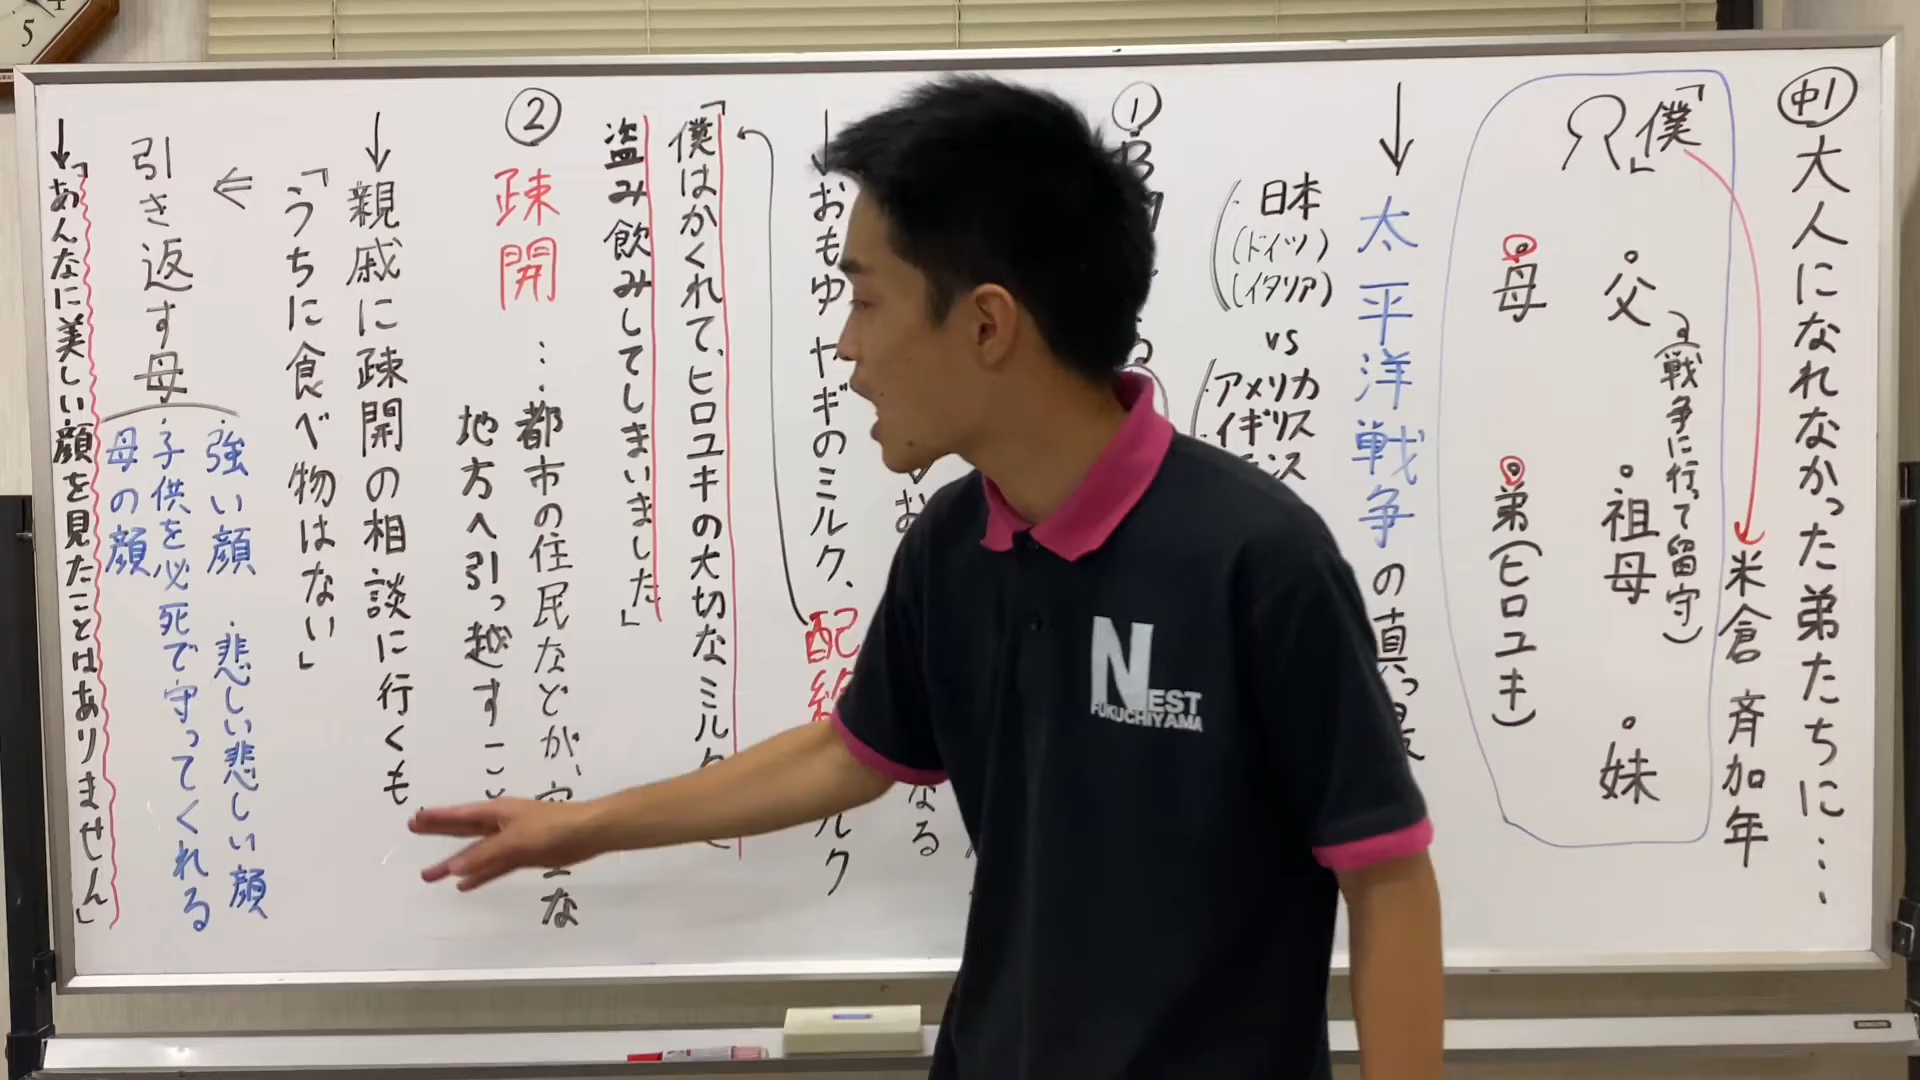 中1 大人になれなかった弟たちに・・・
米倉 斉加年
「僕」
・父
(戦争に行って留守)
・祖母
・妹
・母
・弟(ヒロユキ)
↓太平洋戦争の真っ最
・日本
(ドイツ)
(イタリア)
vs
・アメリカ
・イギリス
①
なる
↓おもゆ ヤギのミルク、配給
ミルク
「僕はかくれて、ヒロユキの大切なミルク
盗み飲みしてしまいました」
②疎開…・都市の住民などが、
な
地方へ引っ越すこと
↓親戚に疎開の相談に行くも、
「うちに食べ物はない」
⇐
引き返す母
・強い顔 ・悲しい悲しい顔
・子供を必死で守ってくれる
母の顔
↓「あんなに美しい顔を見たことはありません」
NEST
FUKUCHIYAMA
5